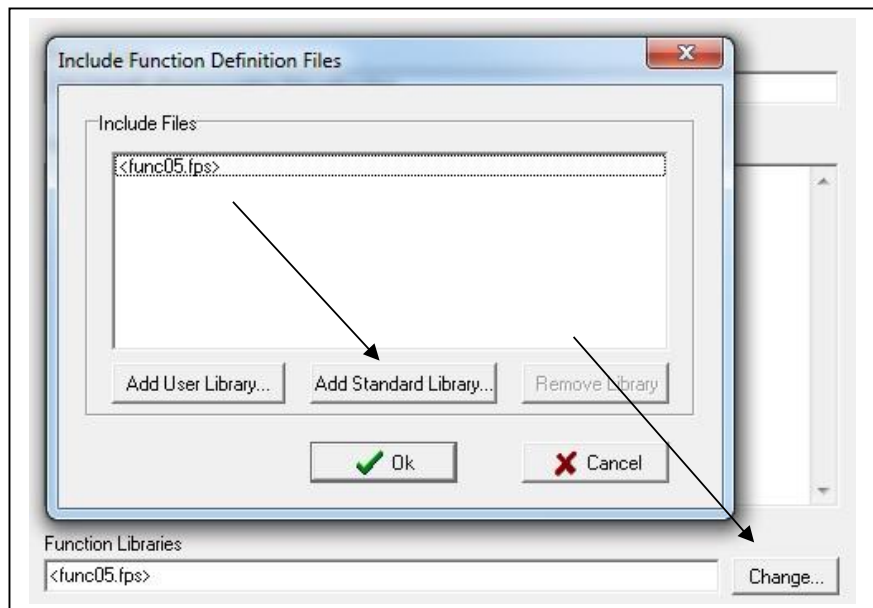 Include Function Definition Files
Include Files
<func05.fps>
Add User Library... Add Standard Library... Remove Library
Ok Cancel
Function Libraries
<func05.fps> Change...